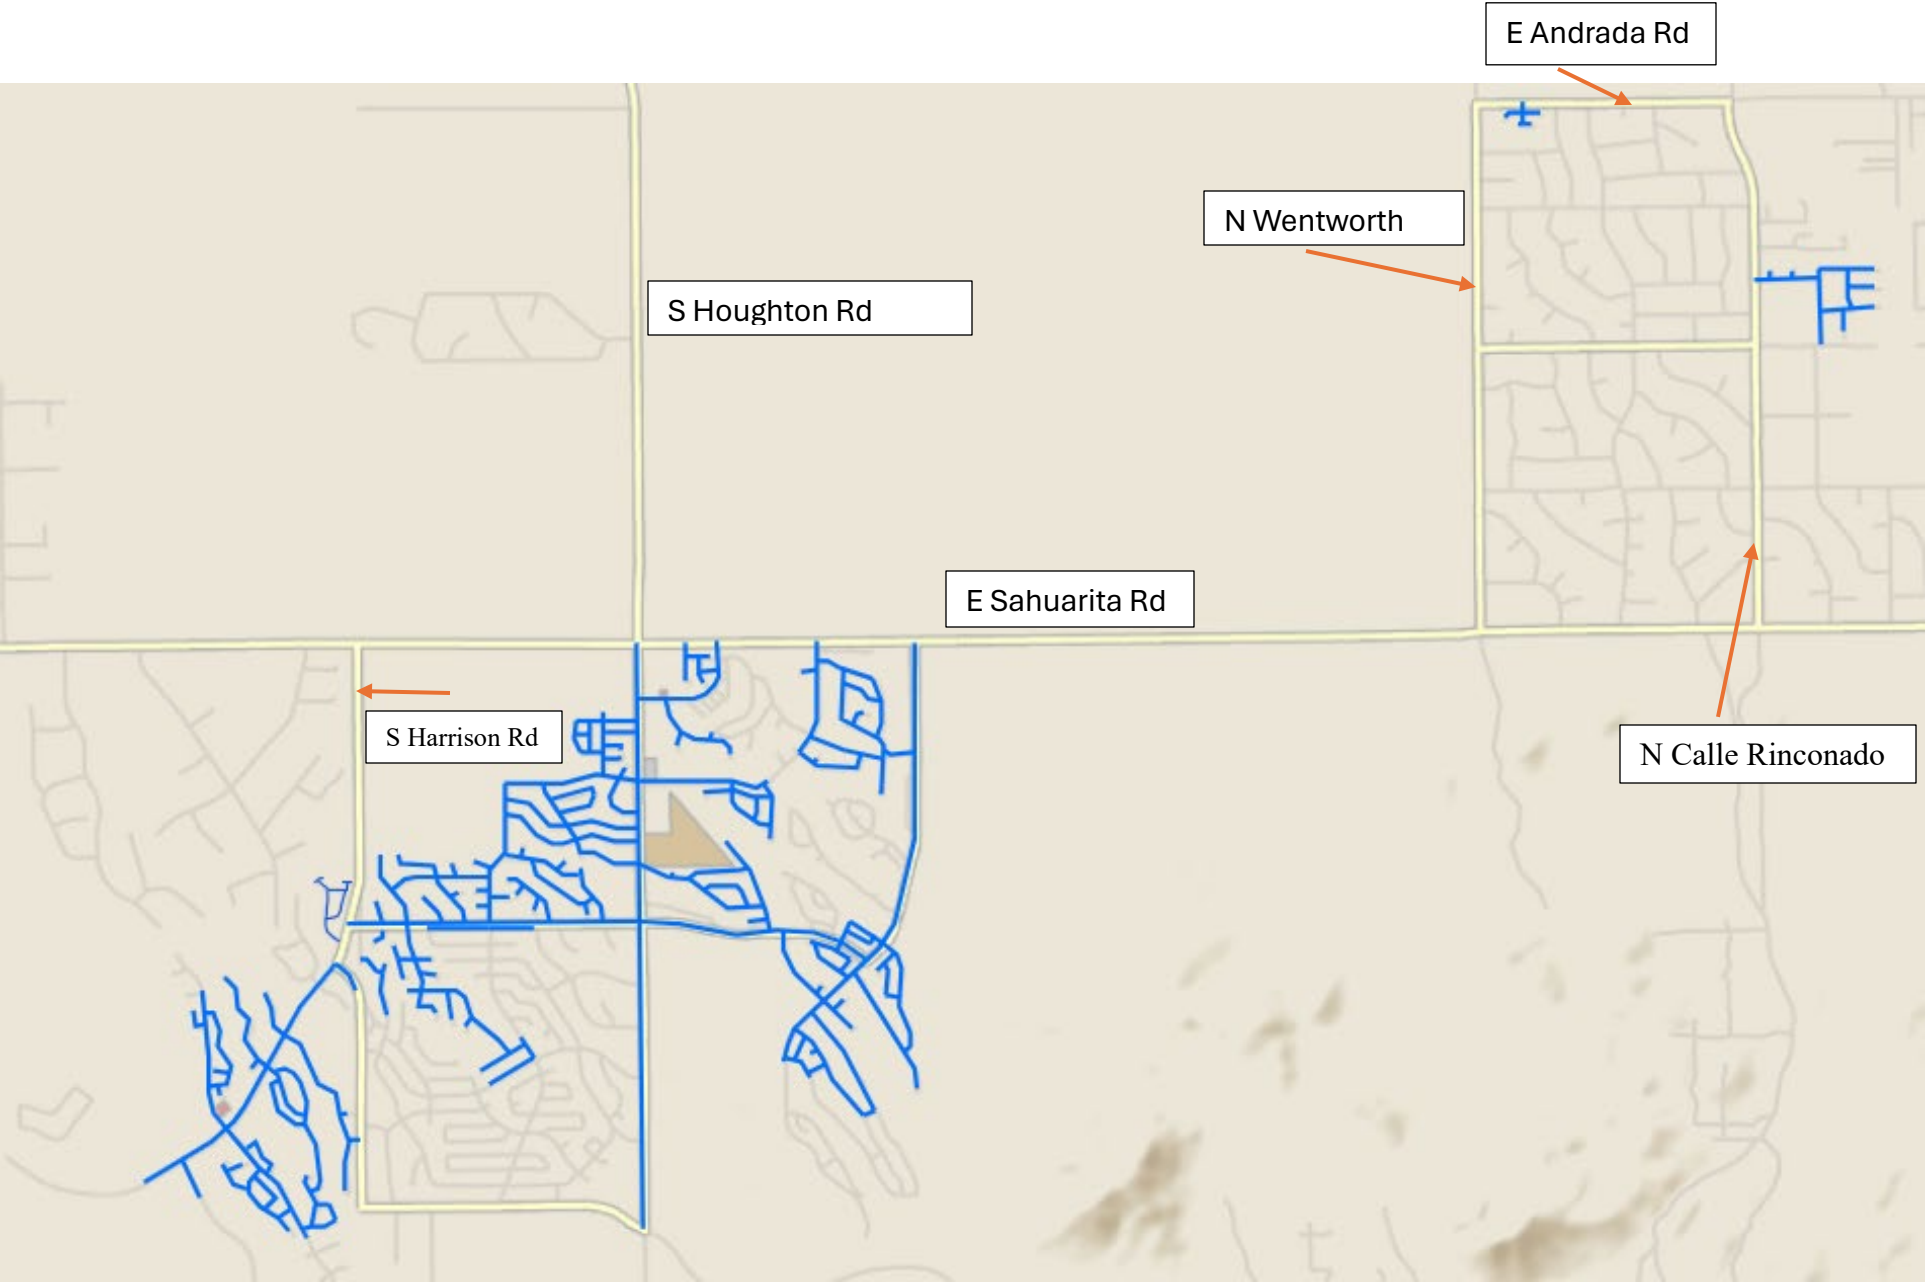 E Andrada Rd
N Wentworth
S Houghton Rd
E Sahuarita Rd
S Harrison Rd
N Calle Rinconado